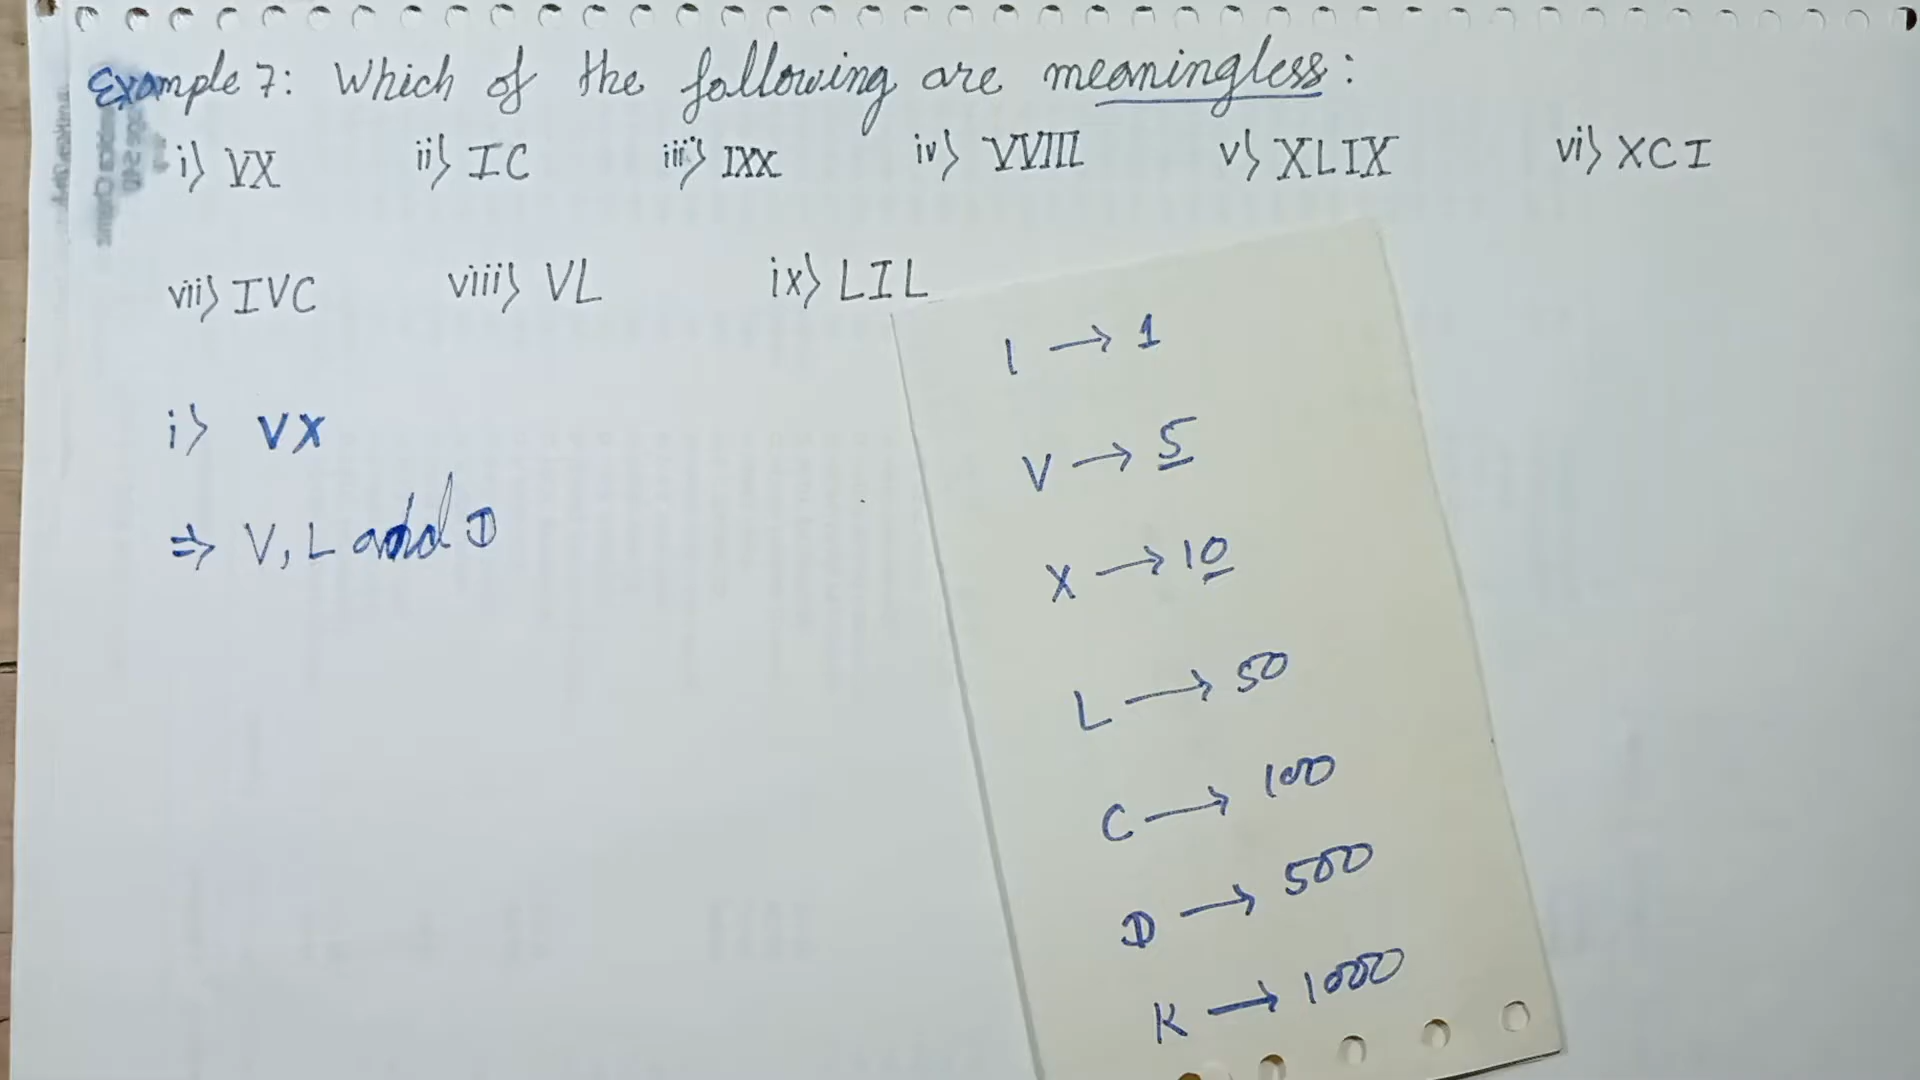 Example 7: Which of the following are meaningless:
i) VX ii) IC iii) IXX iv) VVIII v) XLIX vi) XCI
vii) IVC viii) VL ix) LIL
i) VX
⇒ V, L and D
I → 1
V → 5
X → 10
L → 50
C → 100
D → 500
K → 1000